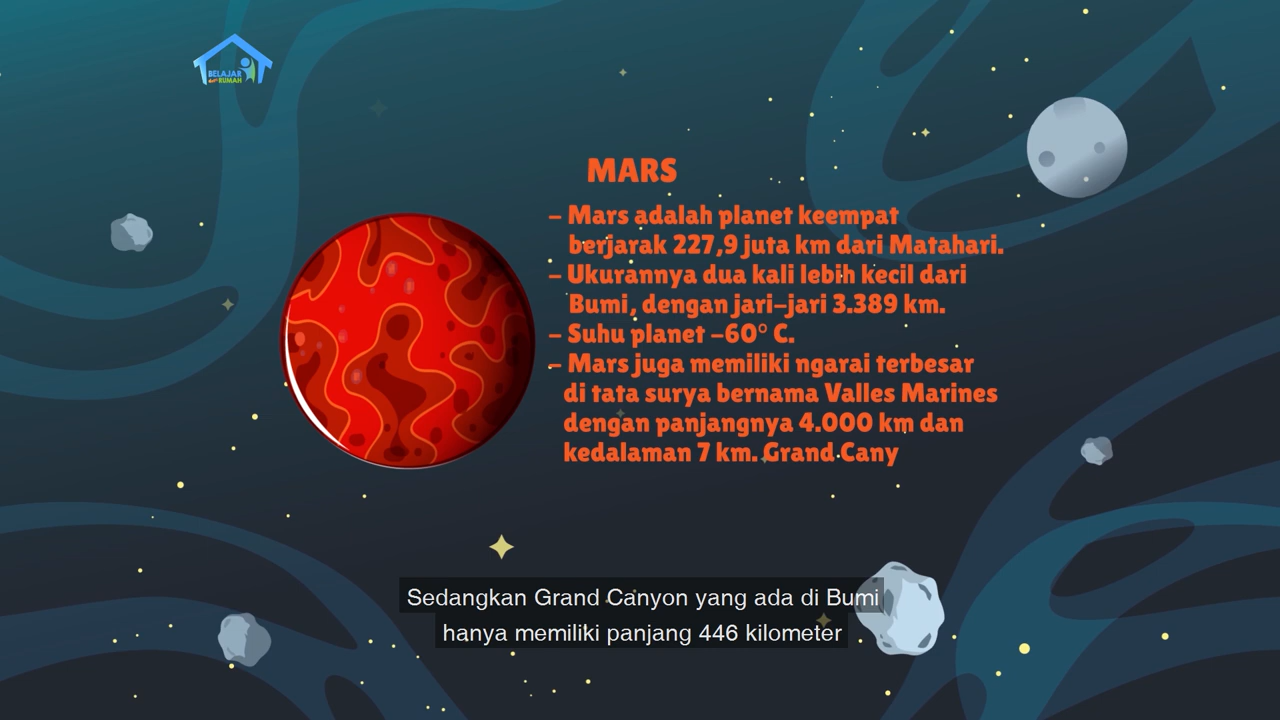 BELAJAR
dari RUMAH
MARS
- Mars adalah planet keempat
berjarak 227,9 juta km dari Matahari.
- Ukurannya dua kali lebih kecil dari
Bumi, dengan jari-jari 3.389 km.
- Suhu planet -60° C.
- Mars juga memiliki ngarai terbesar
di tata surya bernama Valles Marines
dengan panjangnya 4.000 km dan
kedalaman 7 km. Grand Cany
Sedangkan Grand Canyon yang ada di Bumi
hanya memiliki panjang 446 kilometer